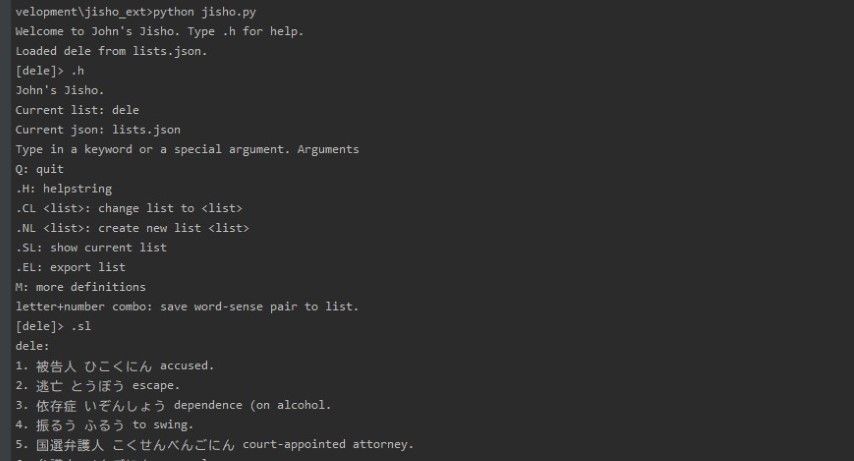 velopment\jisho_ext>python jisho.py
Welcome to John's Jisho. Type .h for help.
Loaded dele from lists.json.
[dele]> .h
John's Jisho.
Current list: dele
Current json: lists.json
Type in a keyword or a special argument. Arguments
Q: quit
.H: helpstring
.CL <list>: change list to <list>
.NL <list>: create new list <list>
.SL: show current list
.EL: export list
M: more definitions
letter+number combo: save word-sense pair to list.
[dele]> .sl
dele:
1. 被告人 ひこくにん accused.
2. 逃亡 とうぼう escape.
3. 依存症 いぞんしょう dependence (on alcohol.
4. 振るう ふるう to swing.
5. 国選弁護人 こくせんべんごにん court-appointed attorney.